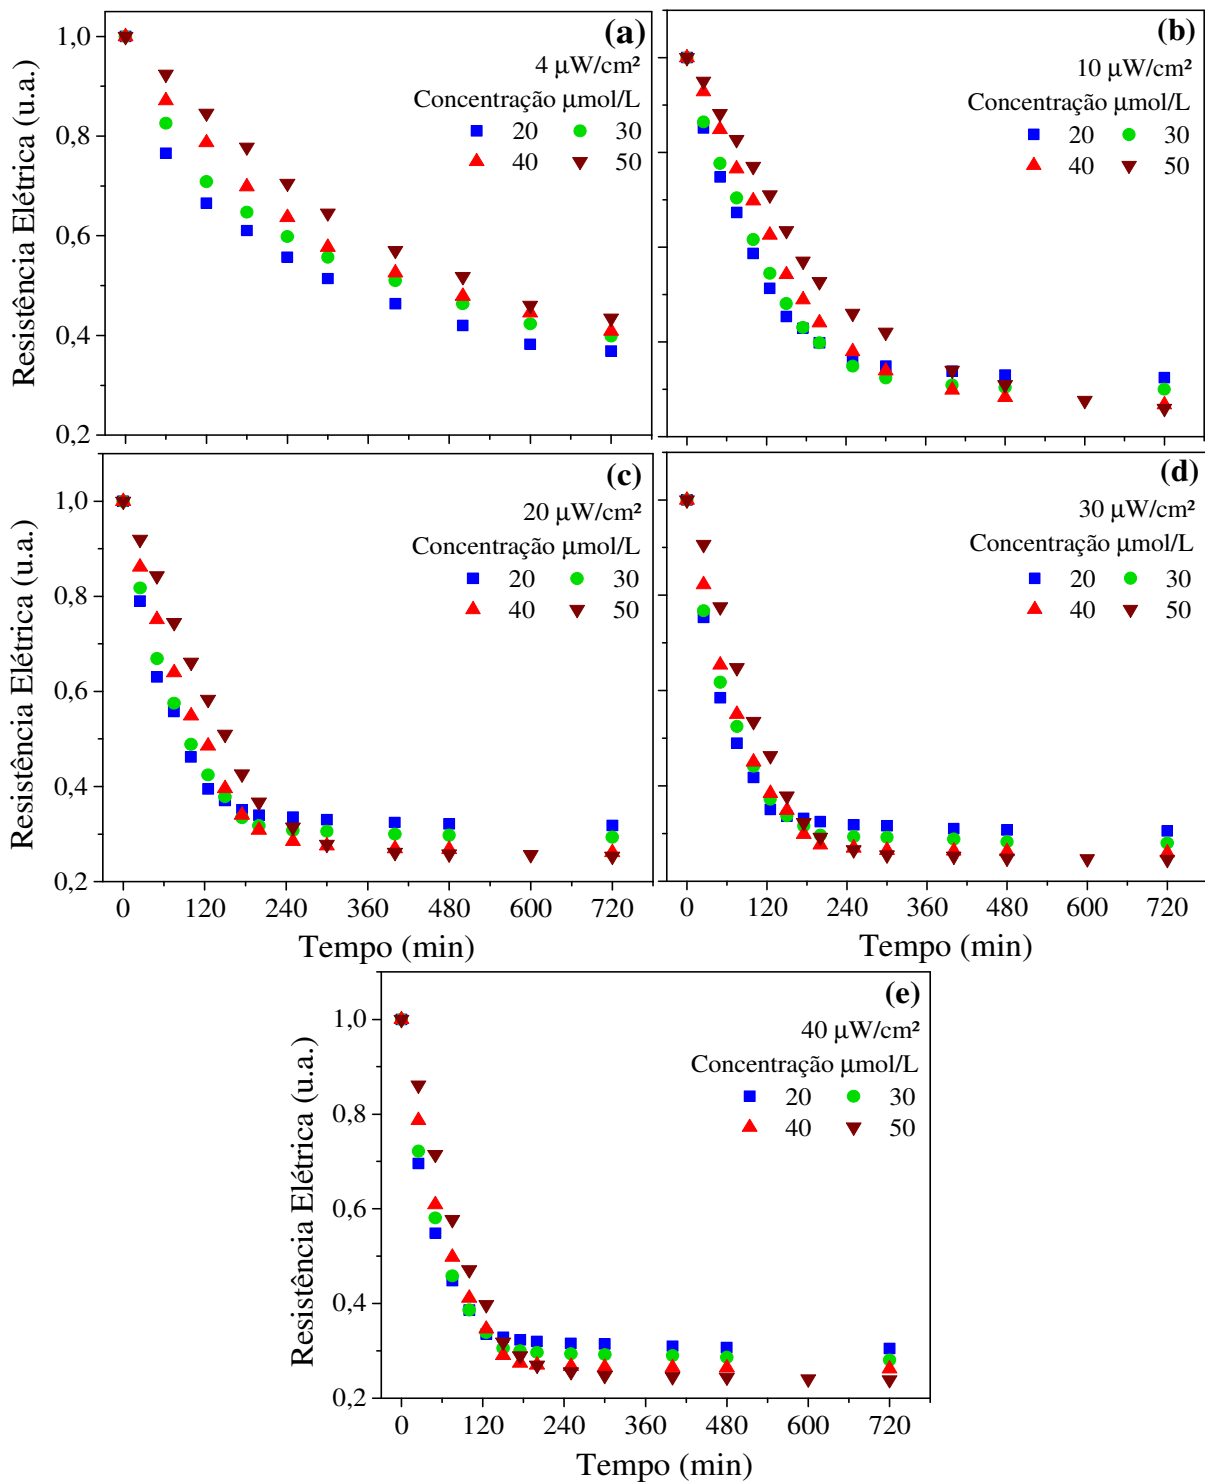 (a)
4 μW/cm²
Concentração μmol/L
20 30
40 50
1,0
0,8
0,6
0,4
0,2
Resistência Elétrica (u.a.)
(b)
10 μW/cm²
Concentração μmol/L
20 30
40 50
(c)
20 μW/cm²
Concentração μmol/L
20 30
40 50
1,0
0,8
0,6
0,4
0,2
Resistência Elétrica (u.a.)
0 120 240 360 480 600 720
Tempo (min)
(d)
30 μW/cm²
Concentração μmol/L
20 30
40 50
0 120 240 360 480 600 720
Tempo (min)
(e)
40 μW/cm²
Concentração μmol/L
20 30
40 50
1,0
0,8
0,6
0,4
0,2
Resistência Elétrica (u.a.)
0 120 240 360 480 600 720
Tempo (min)